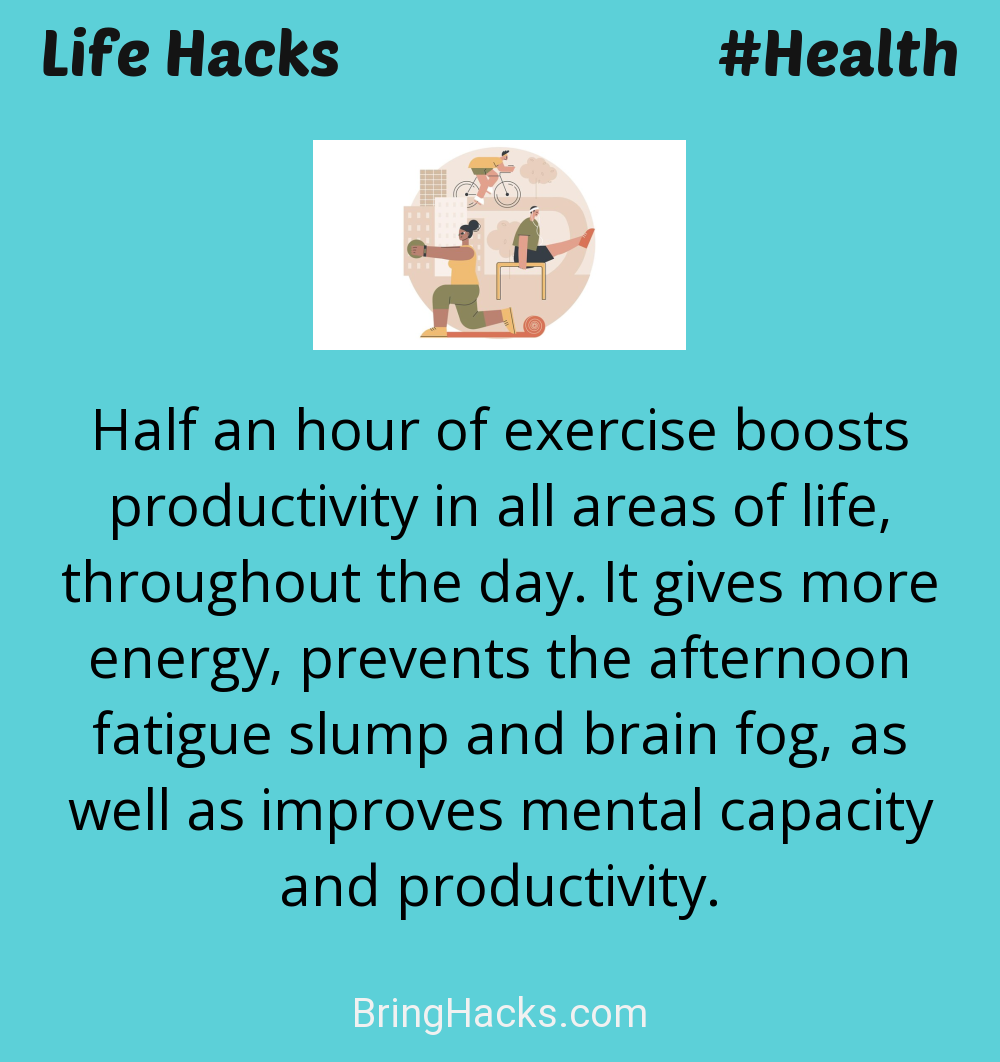 Life Hacks
#Health
Half an hour of exercise boosts
productivity in all areas of life,
throughout the day. It gives more
energy, prevents the afternoon
fatigue slump and brain fog, as
well as improves mental capacity
and productivity.
BringHacks.com